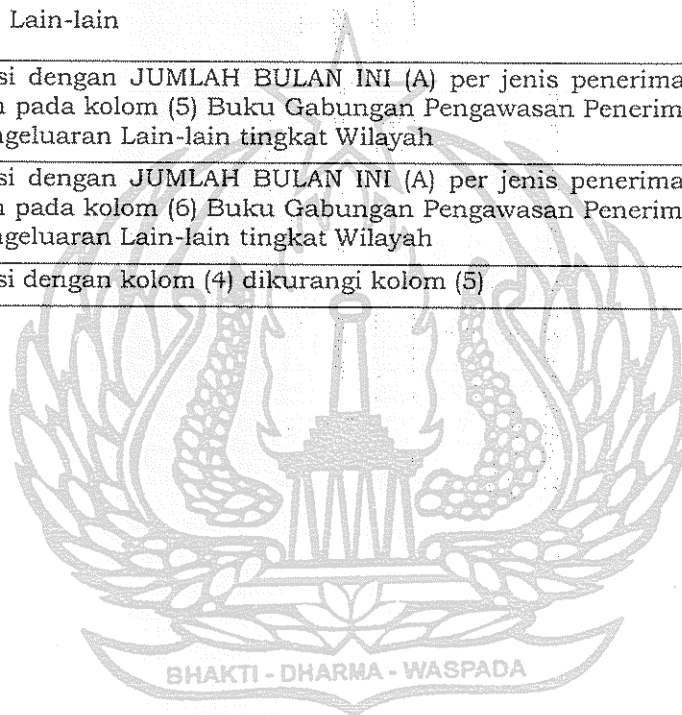 Lain-lain
si dengan JUMLAH BULAN INI (A) per jenis penerima
n pada kolom (5) Buku Gabungan Pengawasan Penerim
ngeluaran Lain-lain tingkat Wilayah
si dengan JUMLAH BULAN INI (A) per jenis penerima
n pada kolom (6) Buku Gabungan Pengawasan Penerim
ngeluaran Lain-lain tingkat Wilayah
si dengan kolom (4) dikurangi kolom (5)
BHAKTI - DHARMA - WASPADA